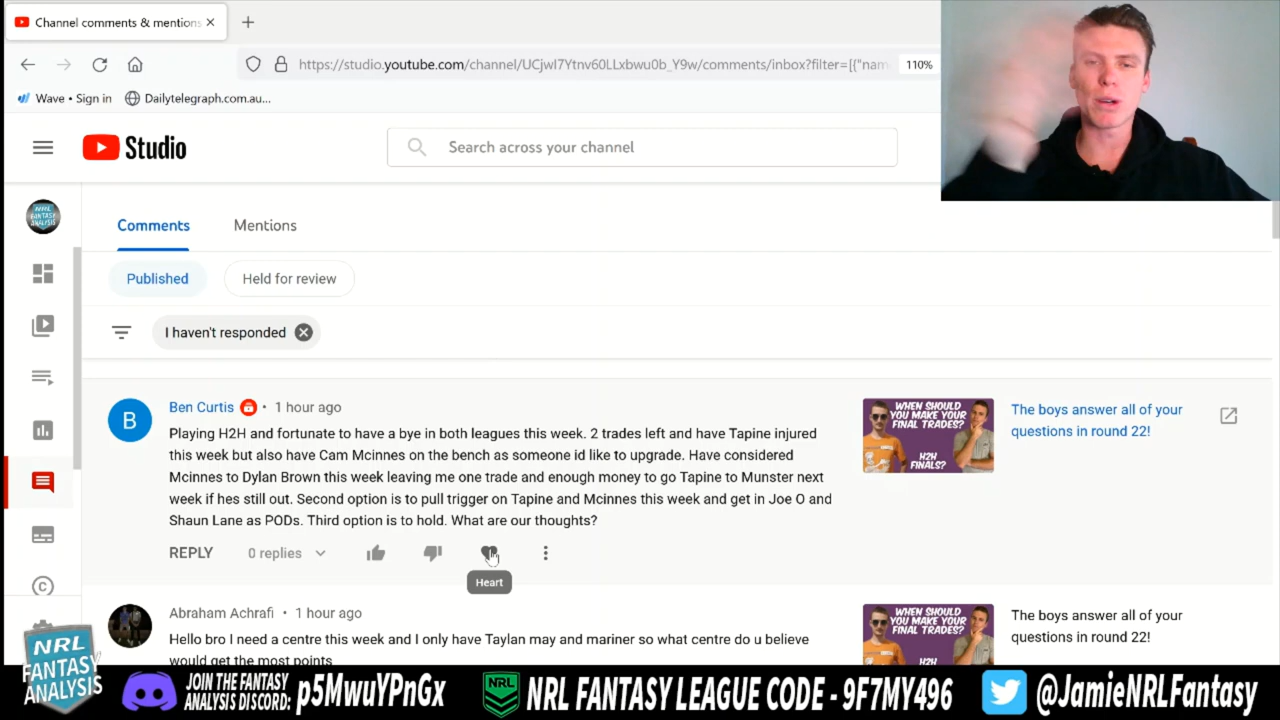 Channel comments & mentions
https://studio.youtube.com/channel/UCjwI7Ytnv60LLxbwu0b_Y9w/comments/inbox?filter=[{"nam
110%
Wave • Sign in
Dailytelegraph.com.au...
Studio
Search across your channel
NRL
FANTASY
ANALYSIS
Comments
Mentions
Published
Held for review
I haven't responded
B
Ben Curtis • 1 hour ago
Playing H2H and fortunate to have a bye in both leagues this week. 2 trades left and have Tapine injured
this week but also have Cam Mcinnes on the bench as someone id like to upgrade. Have considered
Mcinnes to Dylan Brown this week leaving me one trade and enough money to go Tapine to Munster next
week if hes still out. Second option is to pull trigger on Tapine and Mcinnes this week and get in Joe O and
Shaun Lane as PODs. Third option is to hold. What are our thoughts?
REPLY
0 replies
Heart
WHEN SHOULD
YOU MAKE YOUR
FINAL TRADES?
H2H
FINALS?
The boys answer all of your
questions in round 22!
Abraham Achrafi • 1 hour ago
Hello bro I need a centre this week and I only have Taylan may and mariner so what centre do u believe
would get the most points
WHEN SHOULD
YOU MAKE YOUR
FINAL TRADES?
H2H
The boys answer all of your
questions in round 22!
NRL
FANTASY
ANALYSIS
JOIN THE FANTASY
ANALYSIS DISCORD:
p5MwuYPnGx
NRL
NRL FANTASY LEAGUE CODE - 9F7MY496
@JamieNRLFantasy